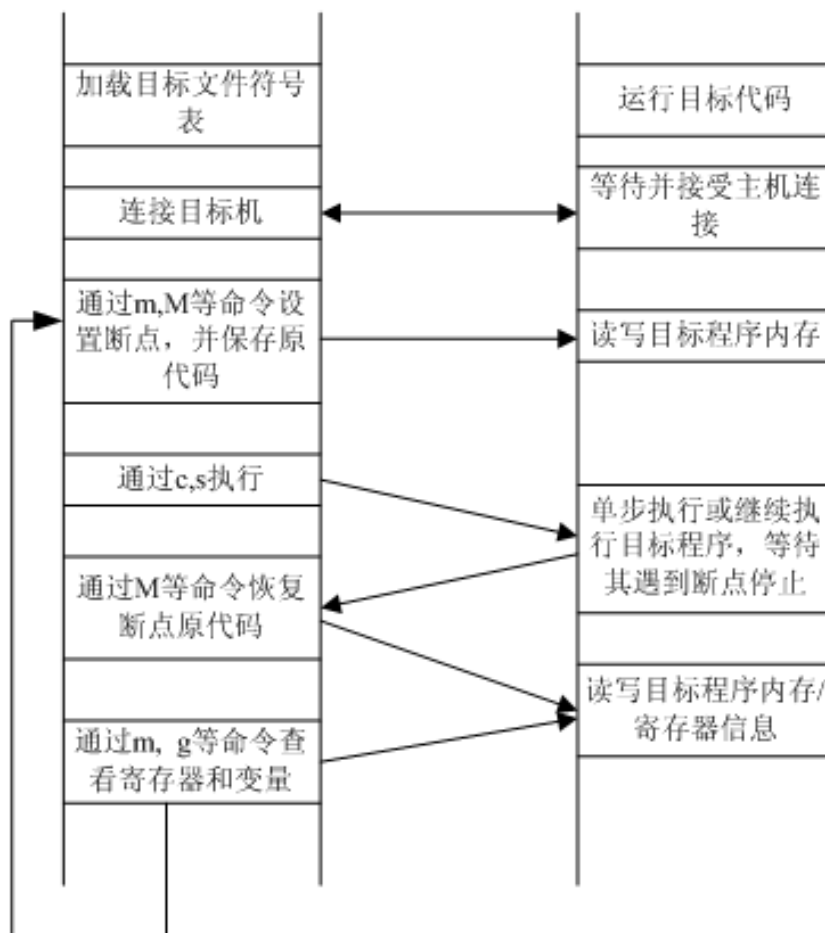 加载目标文件符号
表
连接目标机
通过m,M等命令设
置断点，并保存原
代码
通过c,s执行
通过M等命令恢复
断点原代码
通过m, g等命令查
看寄存器和变量
运行目标代码
等待并接受主机连
接
读写目标程序内存
单步执行或继续执
行目标程序，等待
其遇到断点停止
读写目标程序内存/
寄存器信息